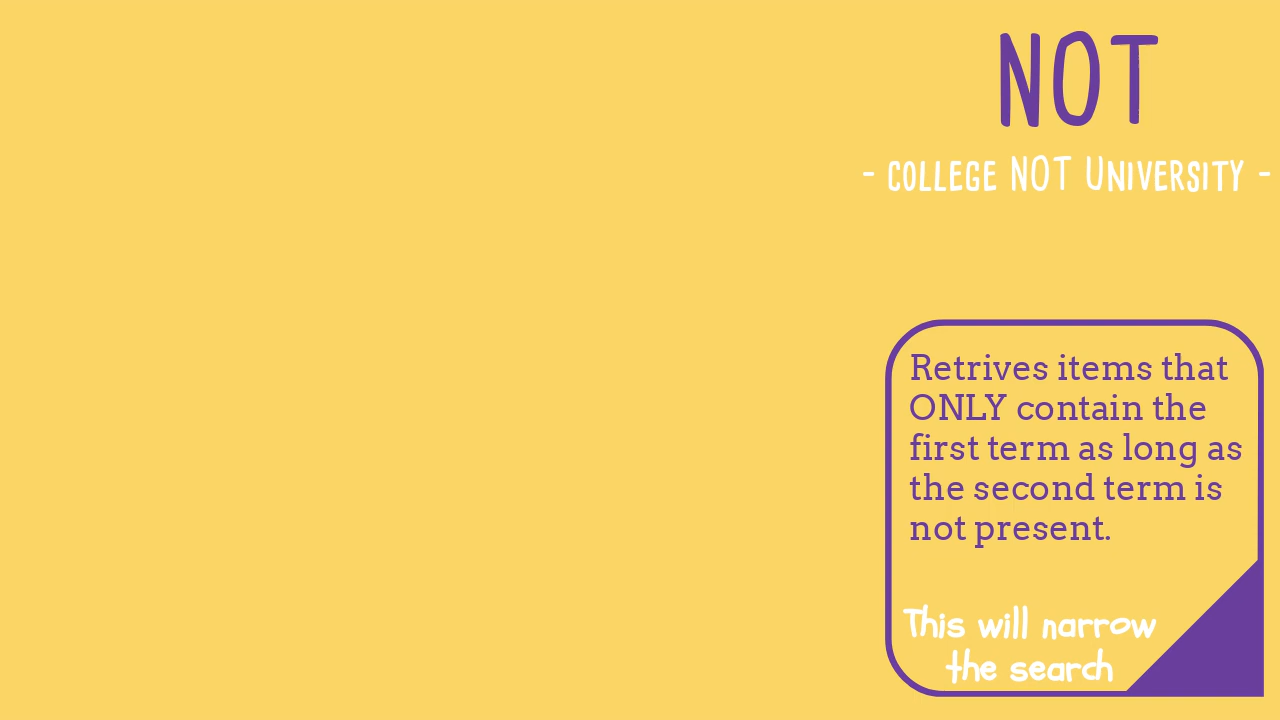 NOT
- COLLEGE NOT UNIVERSITY -
Retrives items that
ONLY contain the
first term as long as
the second term is
not present.
This will narrow
the search